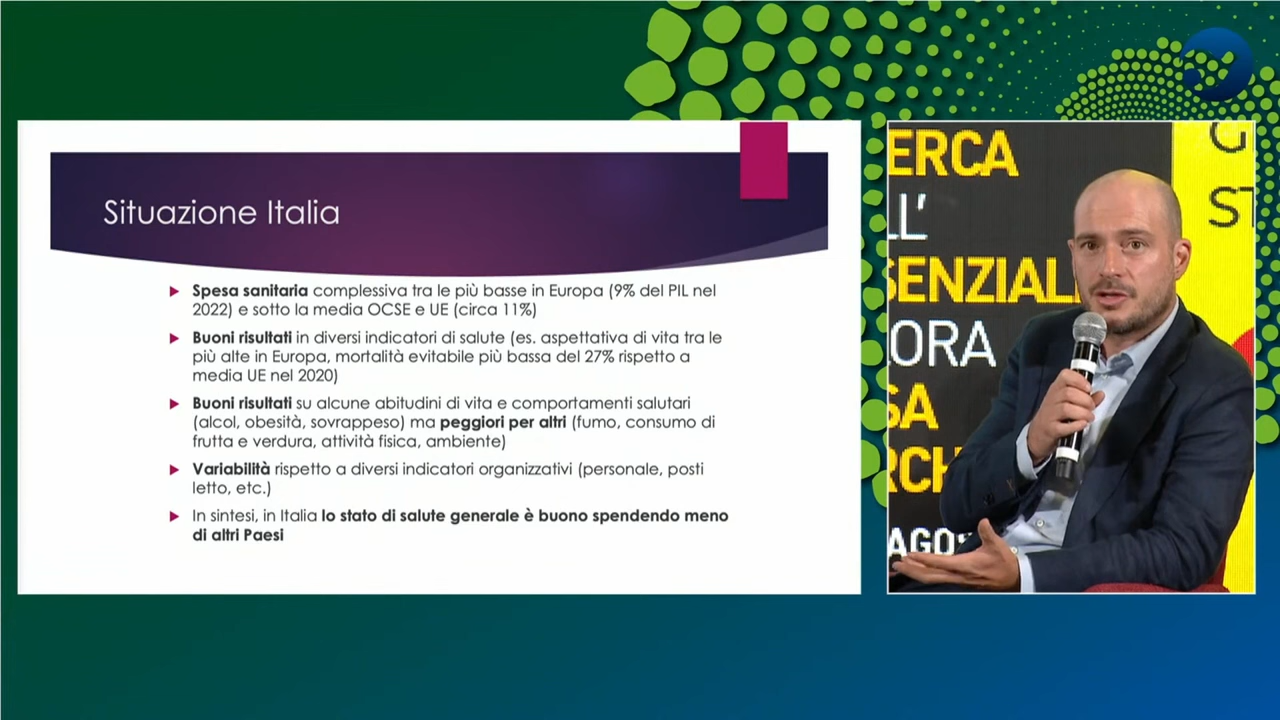 Situazione Italia
Spesa sanitaria complessiva tra le più basse in Europa (9% del PIL nel
2022) e sotto la media OCSE e UE (circa 11%)
Buoni risultati in diversi indicatori di salute (es. aspettativa di vita tra le
più alte in Europa, mortalità evitabile più bassa del 27% rispetto a
media UE nel 2020)
Buoni risultati su alcune abitudini di vita e comportamenti salutari
(alcol, obesità, sovrappeso) ma peggiori per altri (fumo, consumo di
frutta e verdura, attività fisica, ambiente)
Variabilità rispetto a diversi indicatori organizzativi (personale, posti
letto, etc.)
In sintesi, in Italia lo stato di salute generale è buono spendendo meno
di altri Paesi
ERCA
LL'
SENZIAL
ORA
SA
RCH
AGOS
G
ST